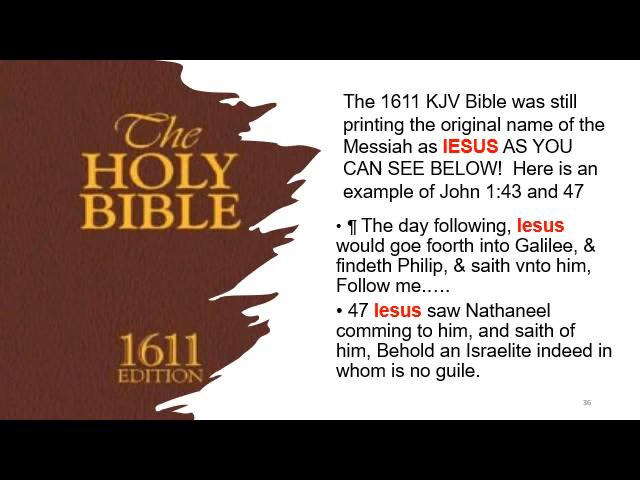 The
HOLY
BIBLE
1611
EDITION
The 1611 KJV Bible was still
printing the original name of the
Messiah as IESUS AS YOU
CAN SEE BELOW! Here is an
example of John 1:43 and 47
• ¶ The day following, Iesus
would goe foorth into Galilee, &
findeth Philip, & saith vnto him,
Follow me.….
• 47 Iesus saw Nathaneel
comming to him, and saith of
him, Behold an Israelite indeed in
whom is no guile.
36